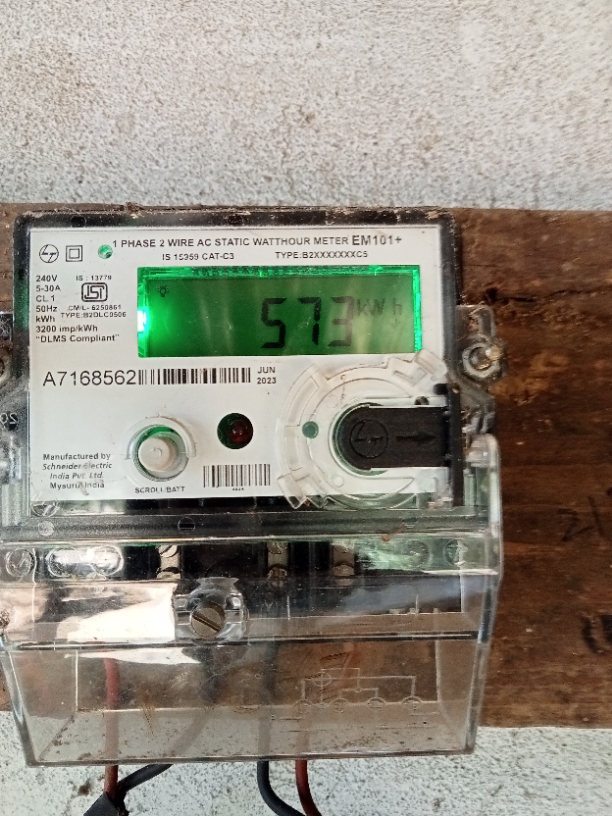 1 PHASE 2 WIRE AC STATIC WATTHOUR METER EM101+
IS 15959 CAT-C3 TYPE:B2XXXXXXXC5
240V
5-30A
CL 1
50Hz
kWh
3200 imp/kWh
"DLMS Compliant"
IS : 13779
ISI
CM/L- 6250861
TYPE:B2DLC0506
573 kWh
A7168562
JUN
2023
Manufactured by
Schneider Electric
India Pvt. Ltd.
Mysuru India
SCROLL/BATT
LT